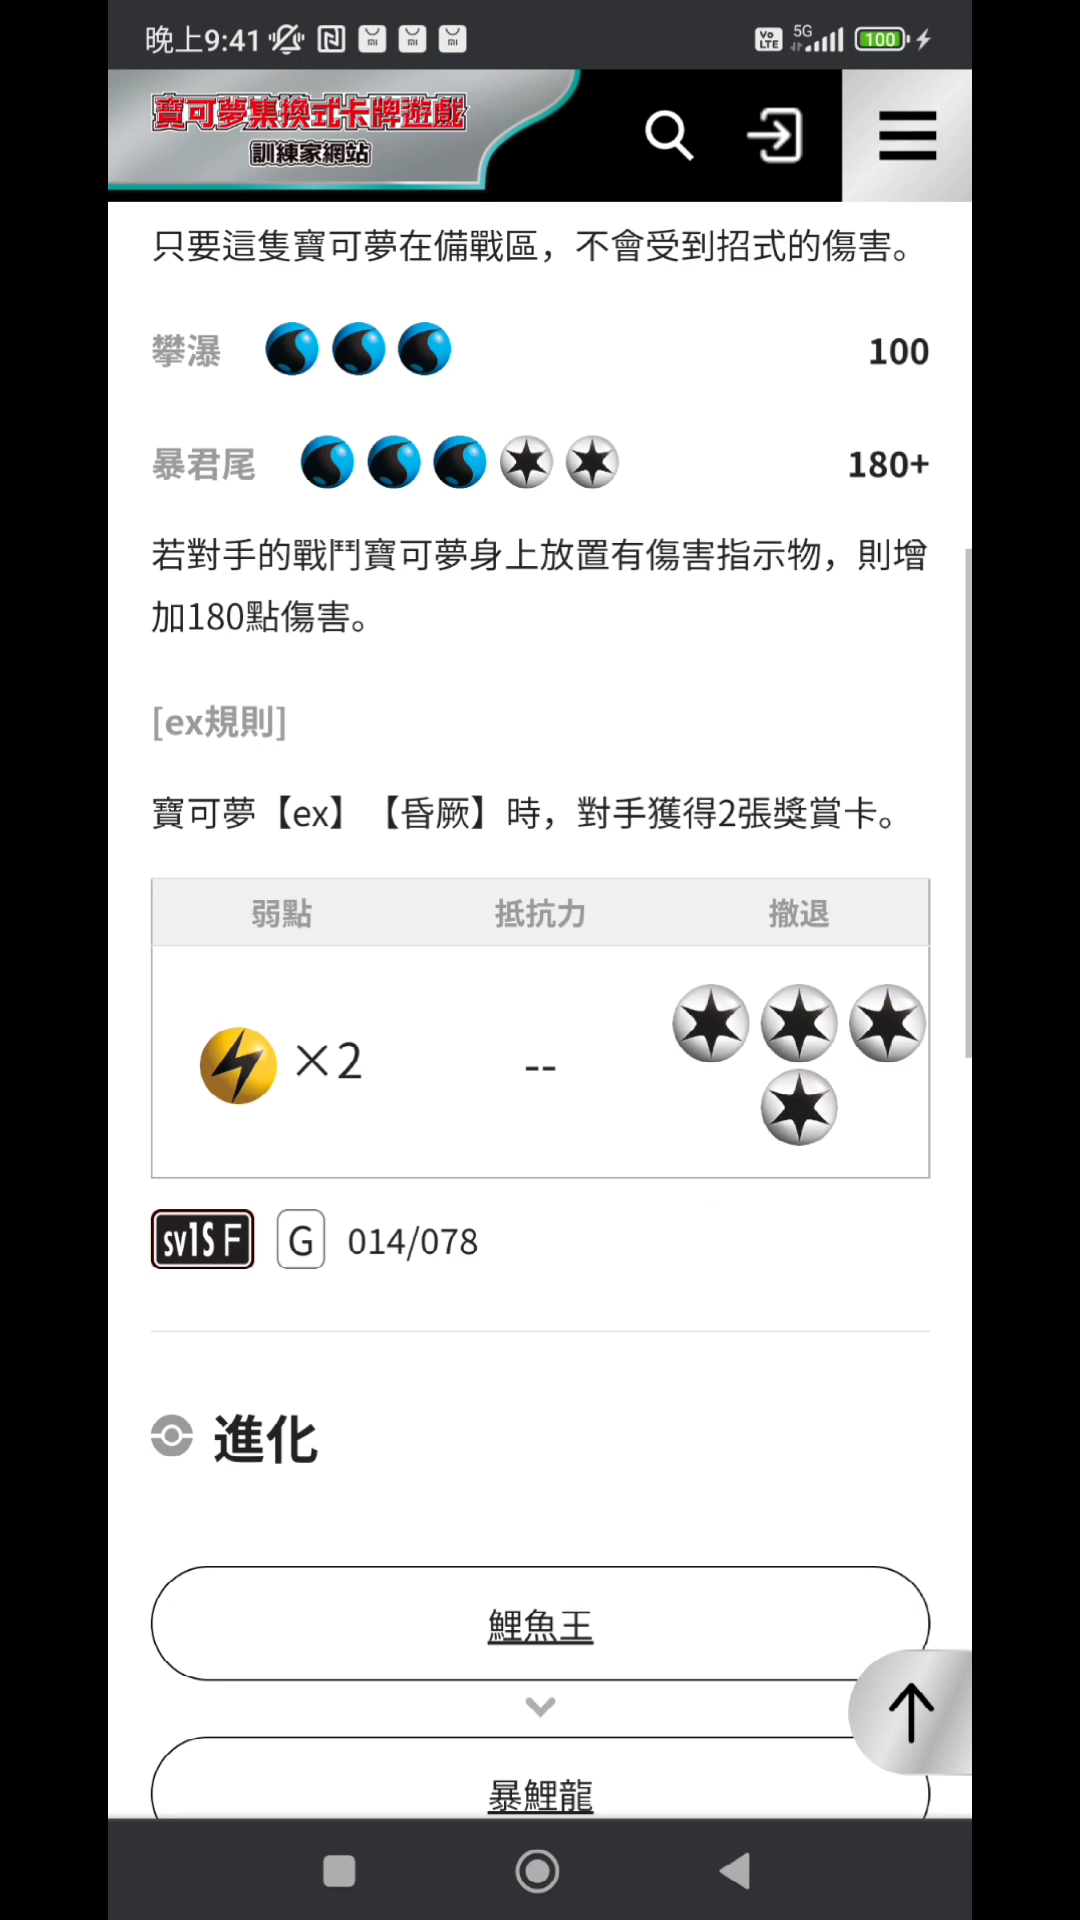 晚上9:41
5G
100
寶可夢集換式卡牌遊戲
訓練家網站
只要這隻寶可夢在備戰區，不會受到招式的傷害。
攀瀑 100
暴君尾 180+
若對手的戰鬥寶可夢身上放置有傷害指示物，則增
加180點傷害。
[ex規則]
寶可夢【ex】【昏厥】時，對手獲得2張獎賞卡。
弱點 抵抗力 撤退
×2 --
sv1S F G 014/078
進化
鯉魚王
暴鯉龍